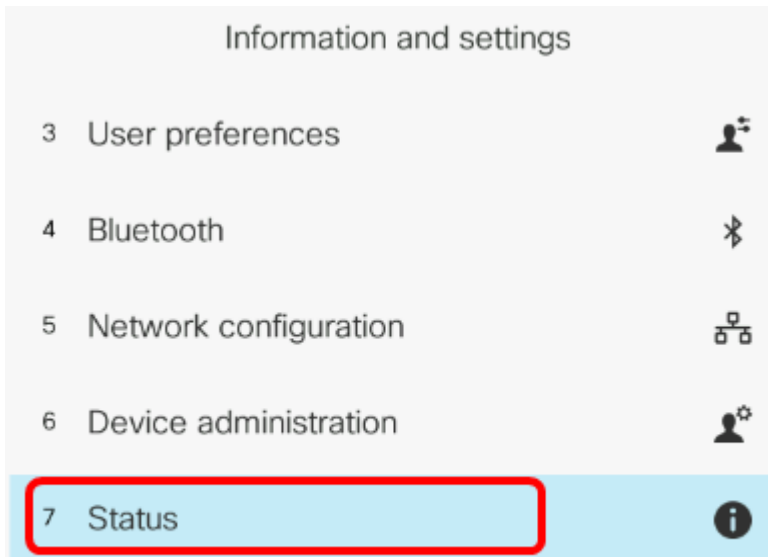 Information and settings
3 User preferences
4 Bluetooth
5 Network configuration
6 Device administration
7 Status